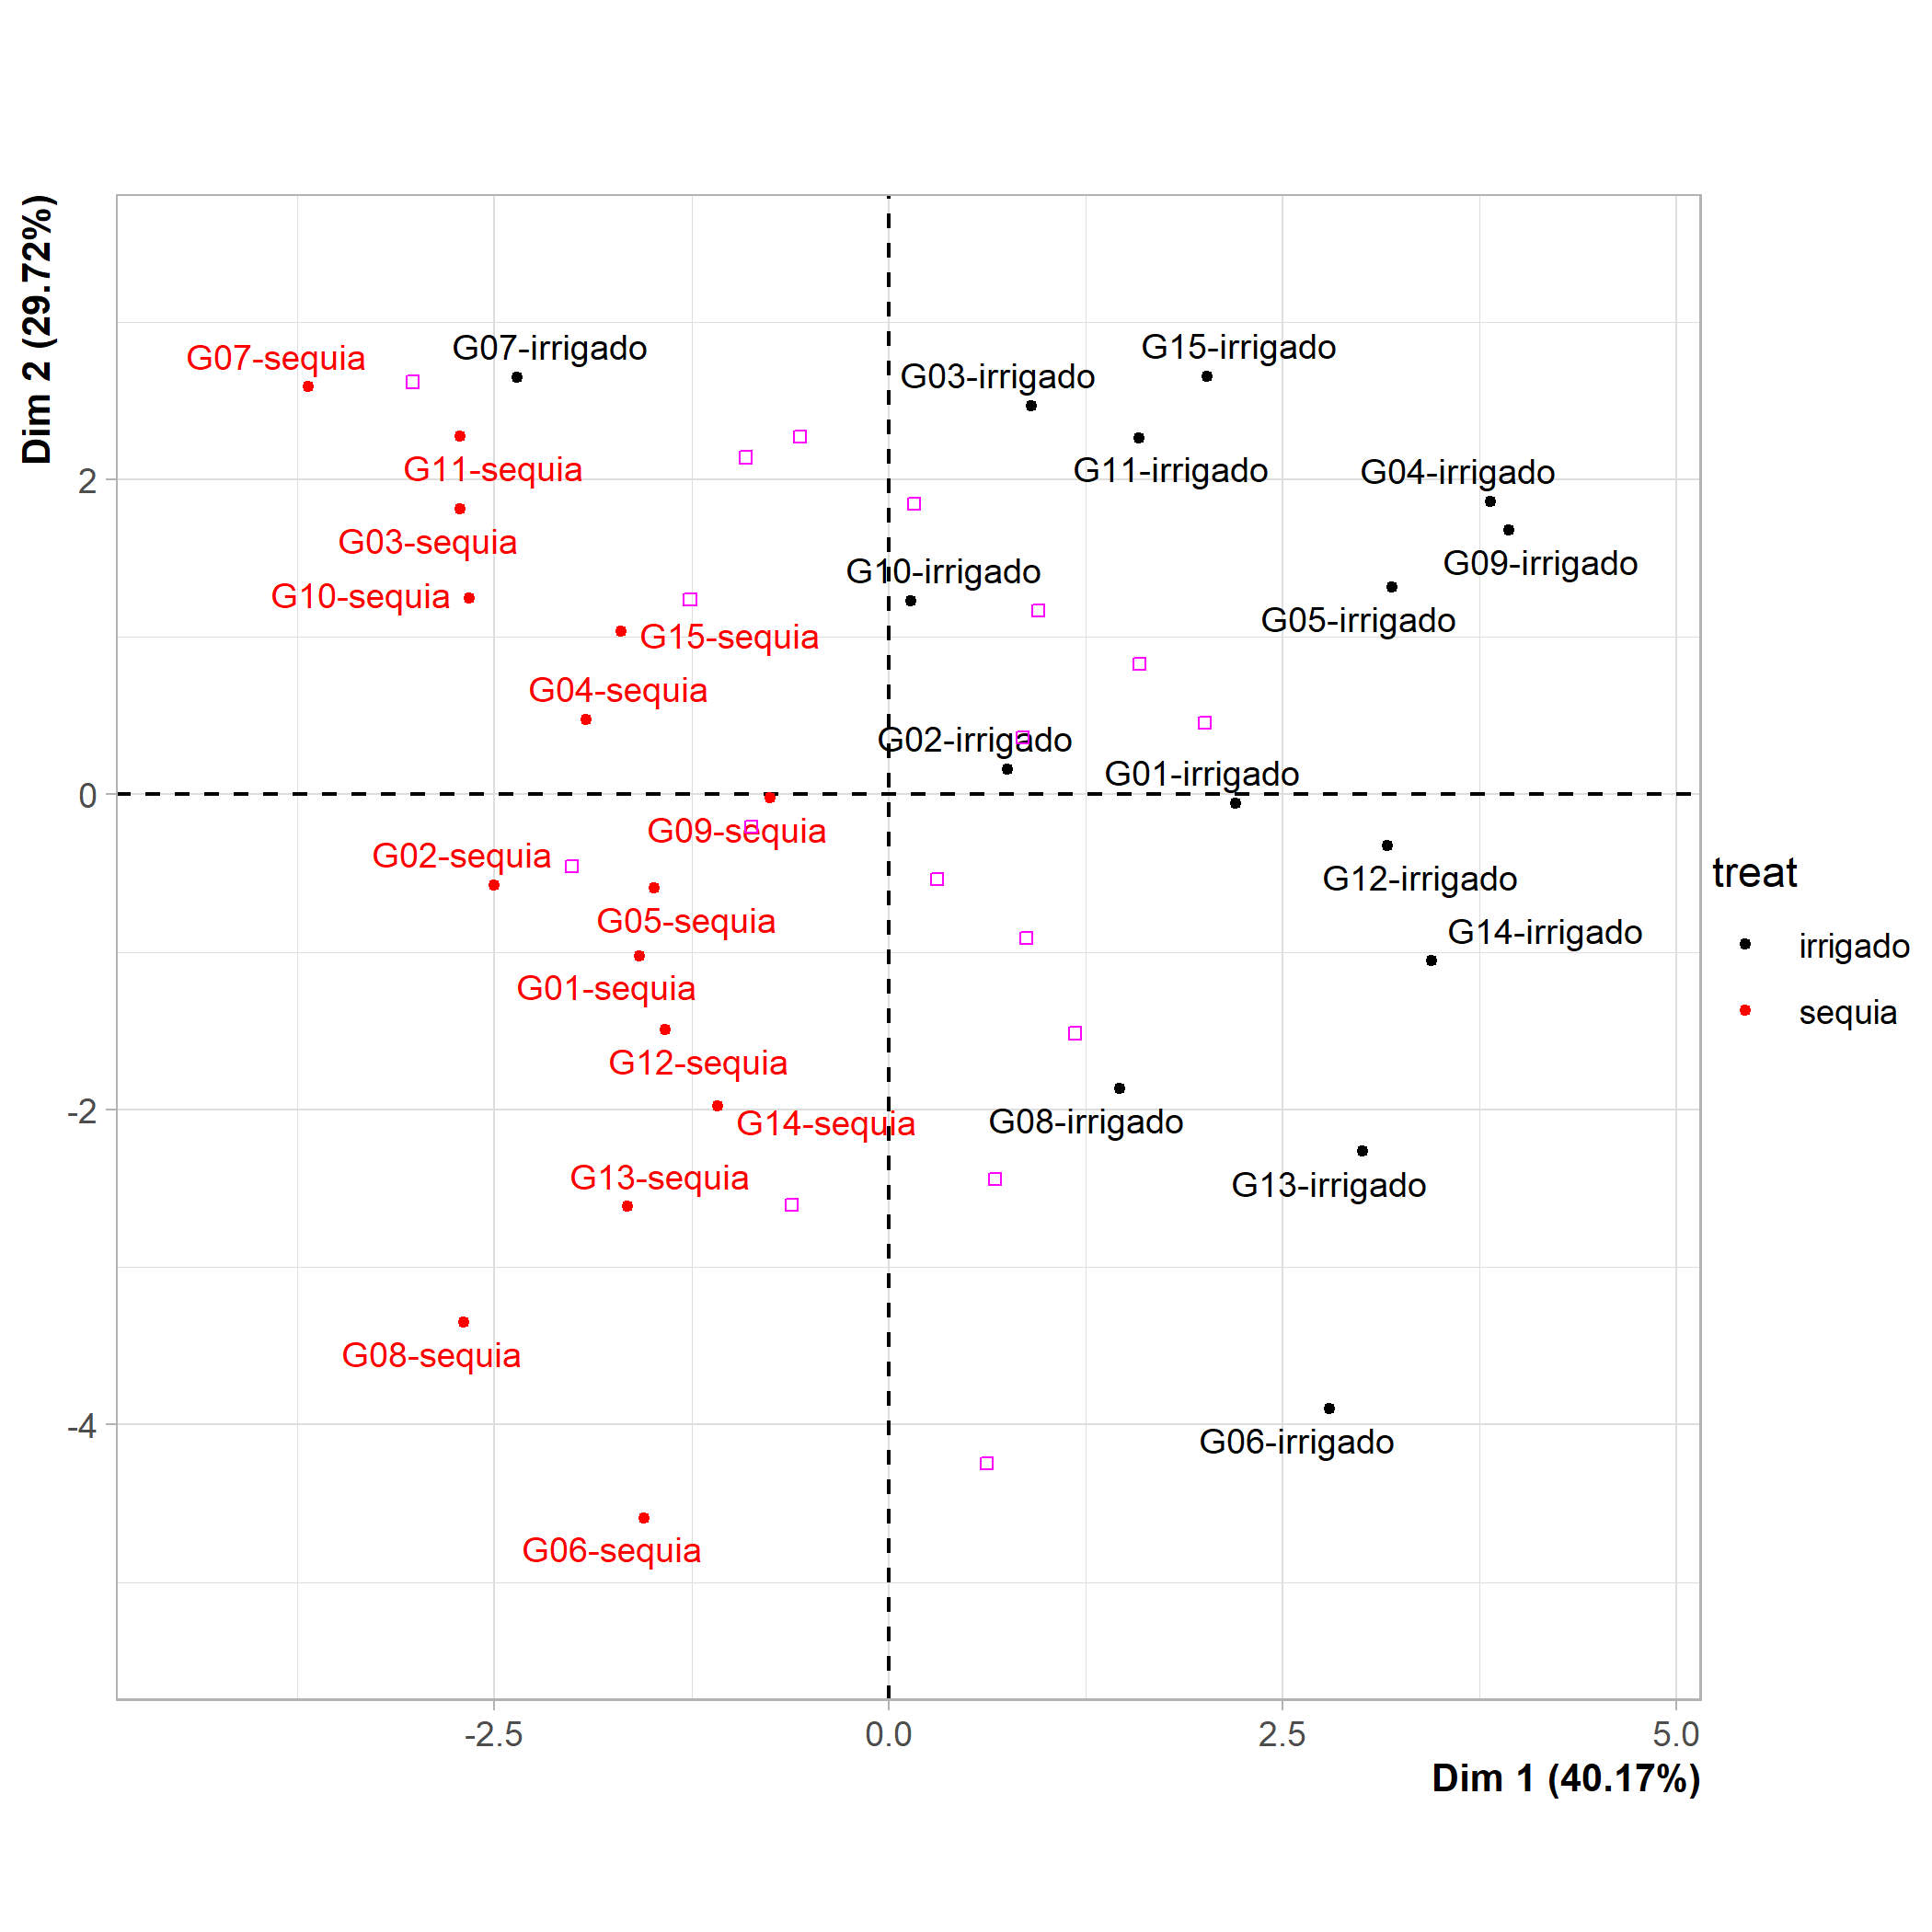 Dim 2 (29.72%)
G07-sequia
G07-irrigado
G15-irrigado
G03-irrigado
G11-sequia
G11-irrigado
G04-irrigado
2
G03-sequia
G10-irrigado
G09-irrigado
G10-sequia
G05-irrigado
G15-sequia
G04-sequia
G02-irrigado
G01-irrigado
0
G09-sequia
G02-sequia
G12-irrigado
treat
G05-sequia
G14-irrigado
irrigado
G01-sequia
sequia
G12-sequia
-2
G14-sequia
G08-irrigado
G13-sequia
G13-irrigado
G08-sequia
-4
G06-irrigado
G06-sequia
-2.5 0.0 2.5 5.0
Dim 1 (40.17%)